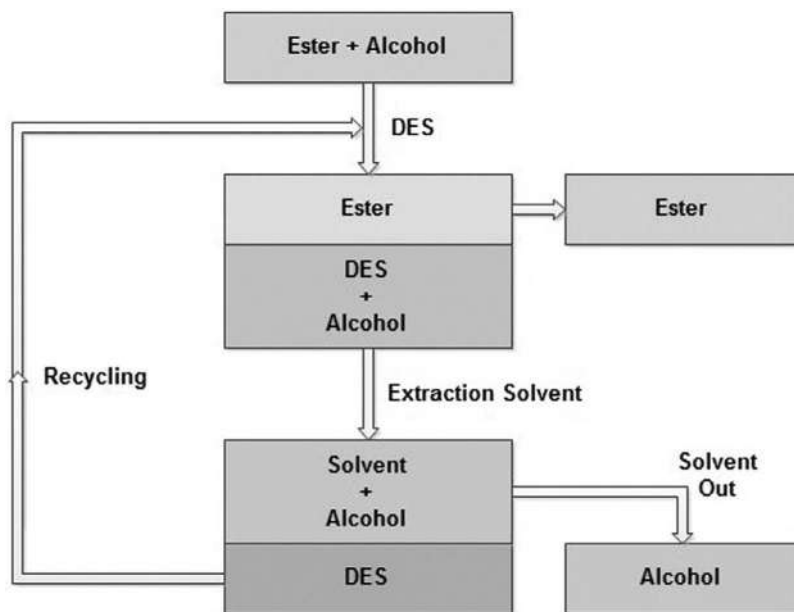 Ester + Alcohol
DES
Ester
Ester
DES
+
Alcohol
Recycling
Extraction Solvent
Solvent
+
Alcohol
Solvent
Out
DES
Alcohol